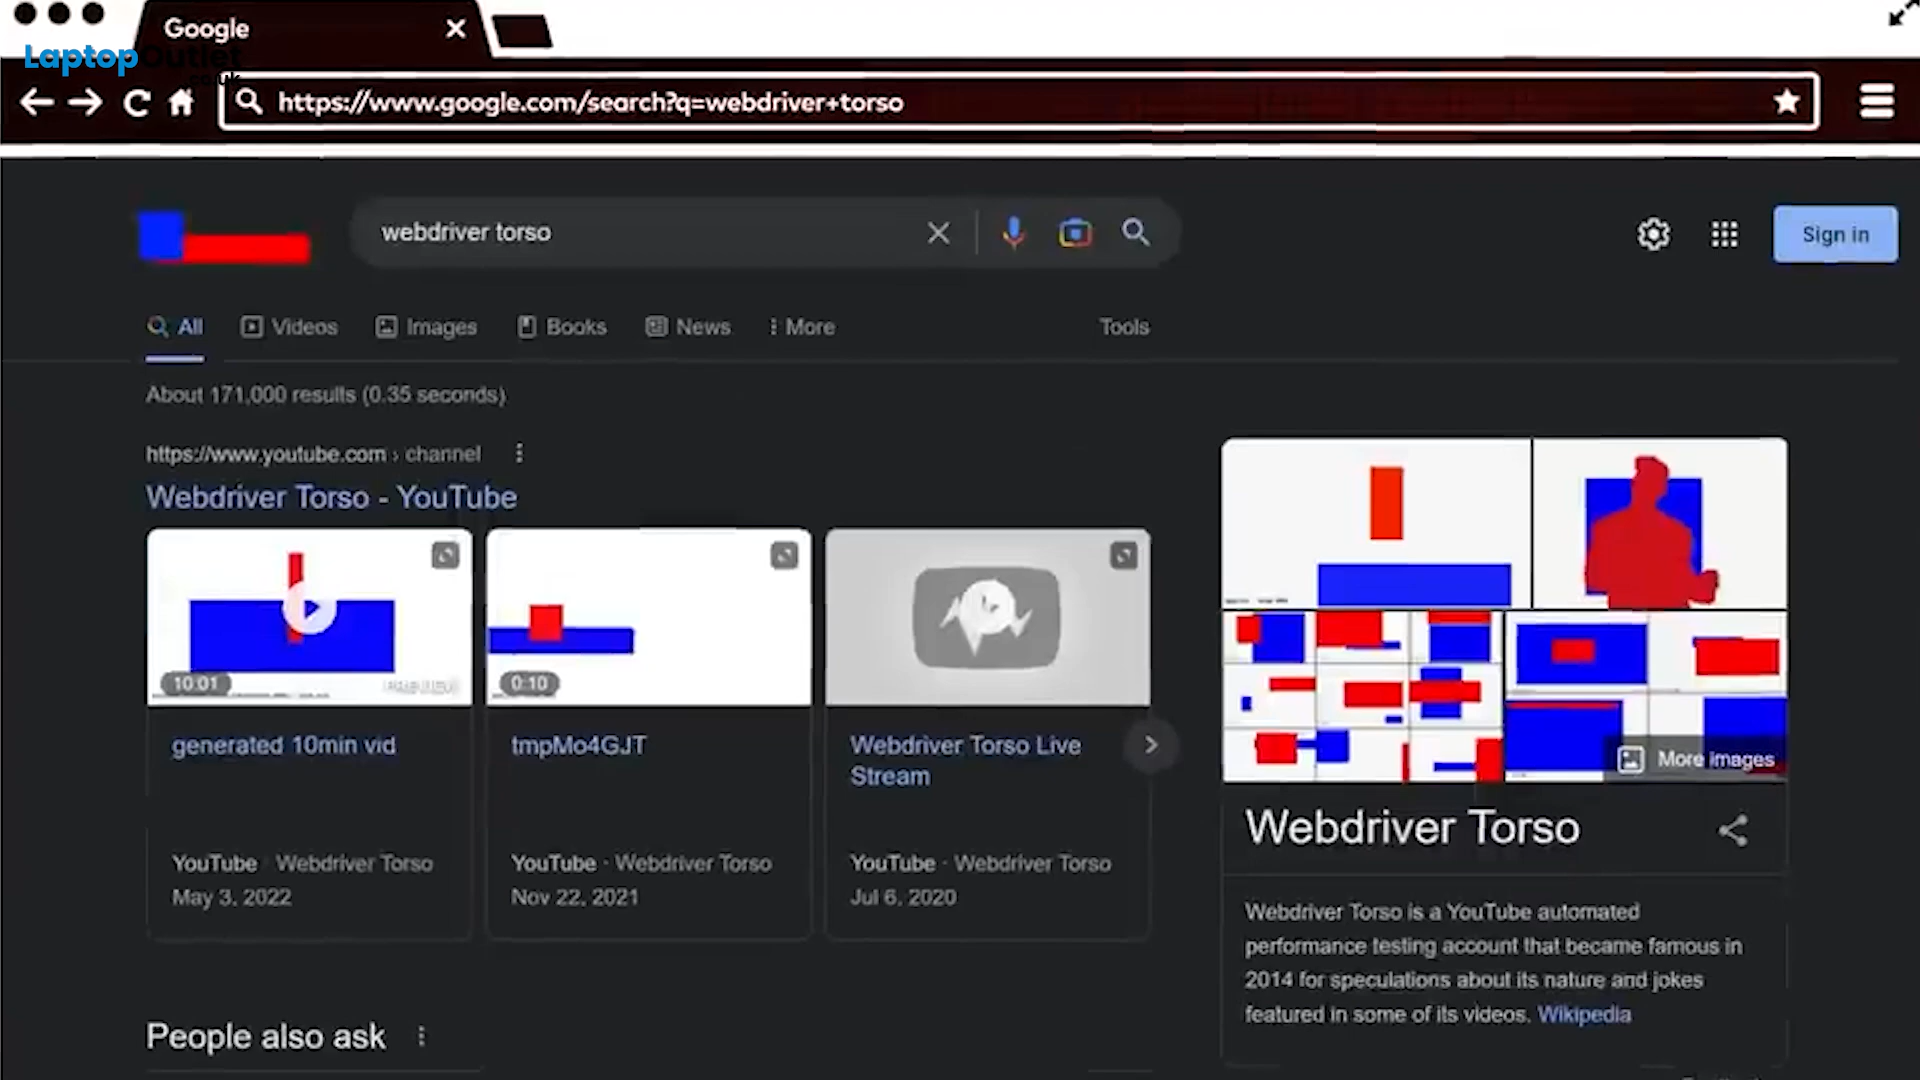 Google
LaptopOutlet
.co.uk
https://www.google.com/search?q=webdriver+torso
webdriver torso
Sign in
All Videos Images Books News More Tools
About 171,000 results (0.35 seconds)
https://www.youtube.com › channel
Webdriver Torso - YouTube
10:01
PREVIEW
0:10
generated 10min vid
tmpMo4GJT
Webdriver Torso Live
Stream
YouTube · Webdriver Torso
May 3, 2022
YouTube · Webdriver Torso
Nov 22, 2021
YouTube · Webdriver Torso
Jul 6, 2020
More images
Webdriver Torso
Webdriver Torso is a YouTube automated
performance testing account that became famous in
2014 for speculations about its nature and jokes
featured in some of its videos. Wikipedia
People also ask